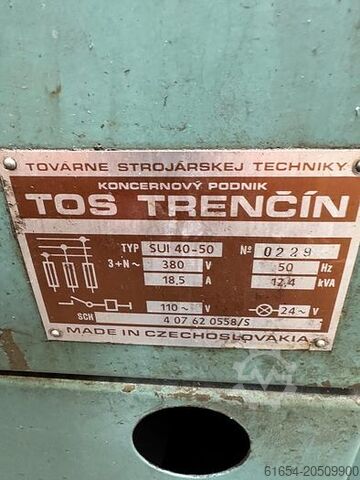 TOVÁRNE STROJÁRSKEJ TECHNIKY
KONCERNOVÝ PODNIK
TOS TRENČÍN
TYP SUI 40-50 Nº 0229
3+N~ 380 V 50 Hz
18,5 A 12,4 kVA
110~ V 24~ V
SCH 4 07 62 0558/S
MADE IN CZECHOSLOVAKIA
61654-20509900